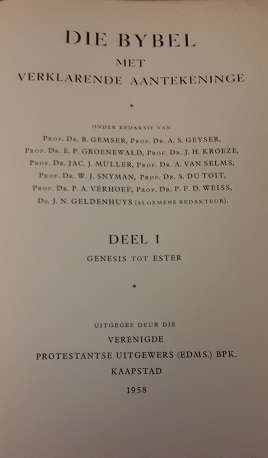 DIE BYBEL
MET
VERKLARENDE AANTEKENINGE
ONDER REDAKSIE VAN
PROF. DR. B. GEMSER, PROF. DR. A. S. GEYSER,
PROF. DR. E. P. GROENEWALD, PROF. DR. J. H. KROEZE,
PROF. DR. JAC. J. MÜLLER, PROF. DR. A. VAN SELMS,
PROF. DR. W. J. SNYMAN, PROF. DR. S. DU TOIT,
PROF. DR. P. A. VERHOEF, PROF. DR. P. F. D. WEISS,
DR. J. N. GELDENHUYS (ALGEMENE REDAKTEUR).
DEEL I
GENESIS TOT ESTER
UITGEGEE DEUR DIE
VERENIGDE
PROTESTANTSE UITGEWERS (EDMS.) BPK.
KAAPSTAD
1958